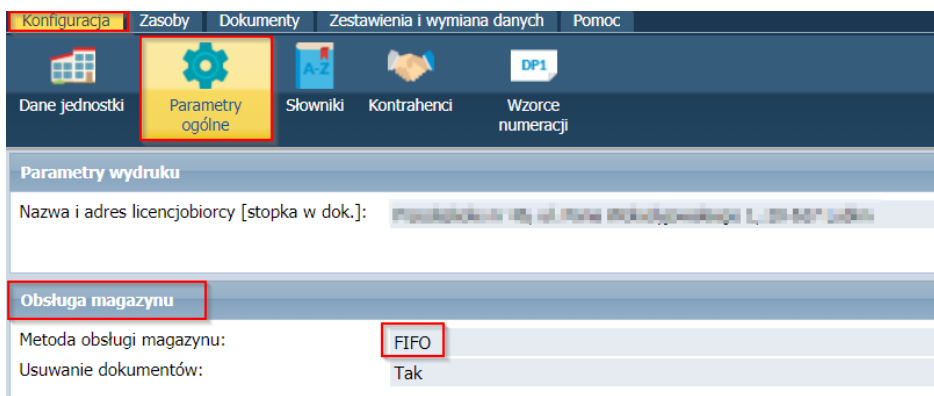 Konfiguracja Zasoby Dokumenty Zestawienia i wymiana danych Pomoc
A-Z DP1
Dane jednostki Parametry ogólne Słowniki Kontrahenci Wzorce numeracji
Parametry wydruku
Nazwa i adres licencjobiorcy [stopka w dok.]:
Obsługa magazynu
Metoda obsługi magazynu: FIFO
Usuwanie dokumentów: Tak